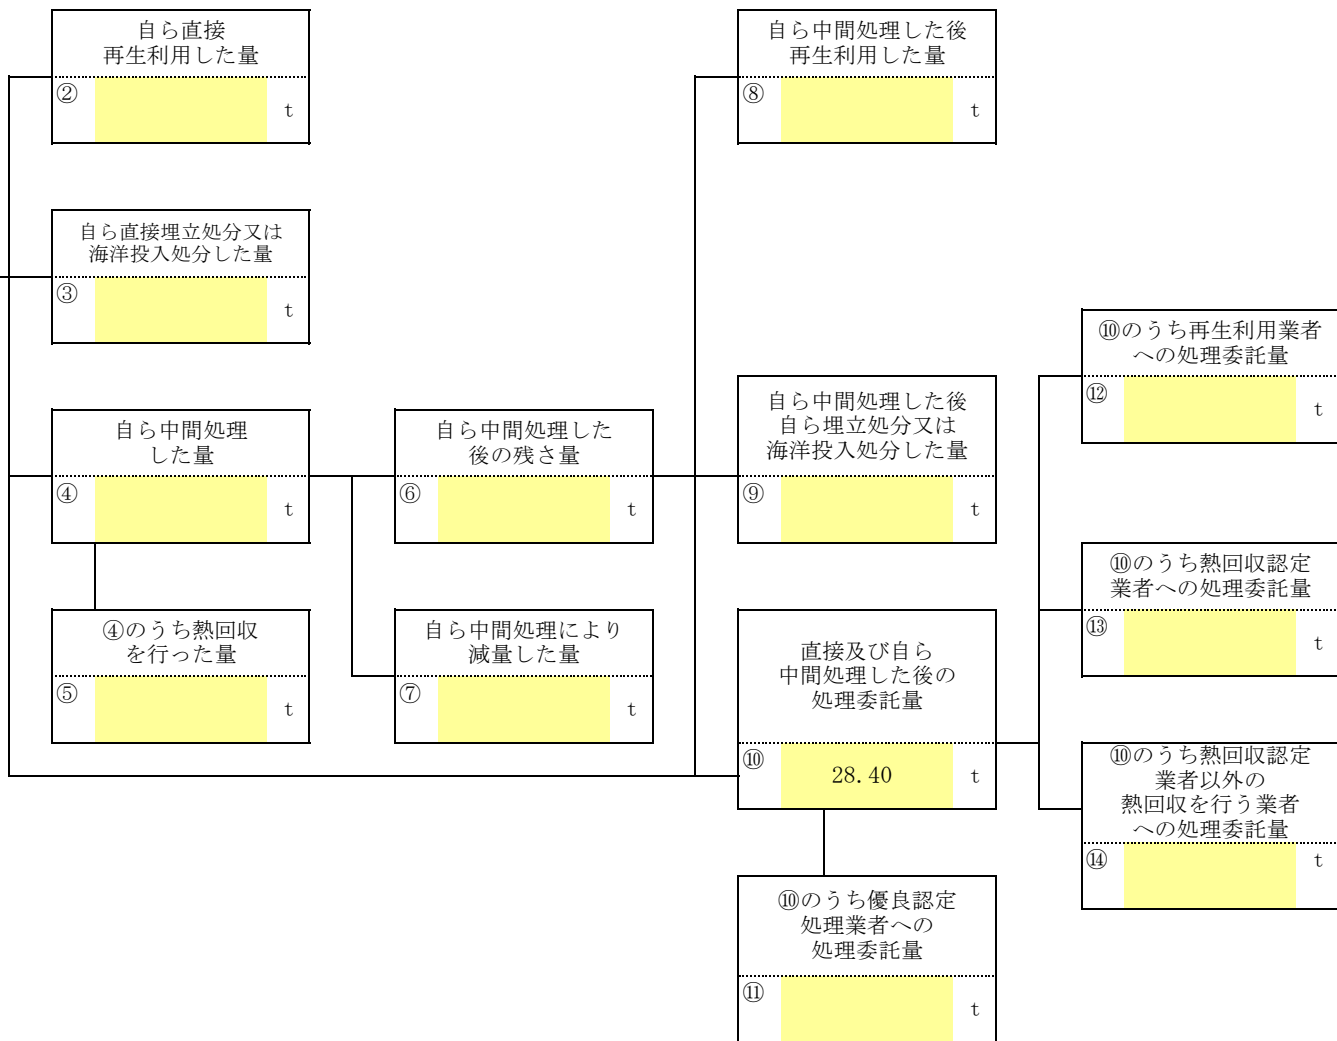 自ら直接
再生利用した量
②
t
自ら中間処理した後
再生利用した量
⑧
t
自ら直接埋立処分又は
海洋投入処分した量
③
t
⑩のうち再生利用業者
への処理委託量
⑫
t
自ら中間処理
した量
④
t
自ら中間処理した
後の残さ量
⑥
t
自ら中間処理した後
自ら埋立処分又は
海洋投入処分した量
⑨
t
⑩のうち熱回収認定
業者への処理委託量
⑬
t
④のうち熱回収
を行った量
⑤
t
自ら中間処理により
減量した量
⑦
t
直接及び自ら
中間処理した後の
処理委託量
⑩
28.40
t
⑩のうち熱回収認定
業者以外の
熱回収を行う業者
への処理委託量
⑭
t
⑩のうち優良認定
処理業者への
処理委託量
⑪
t